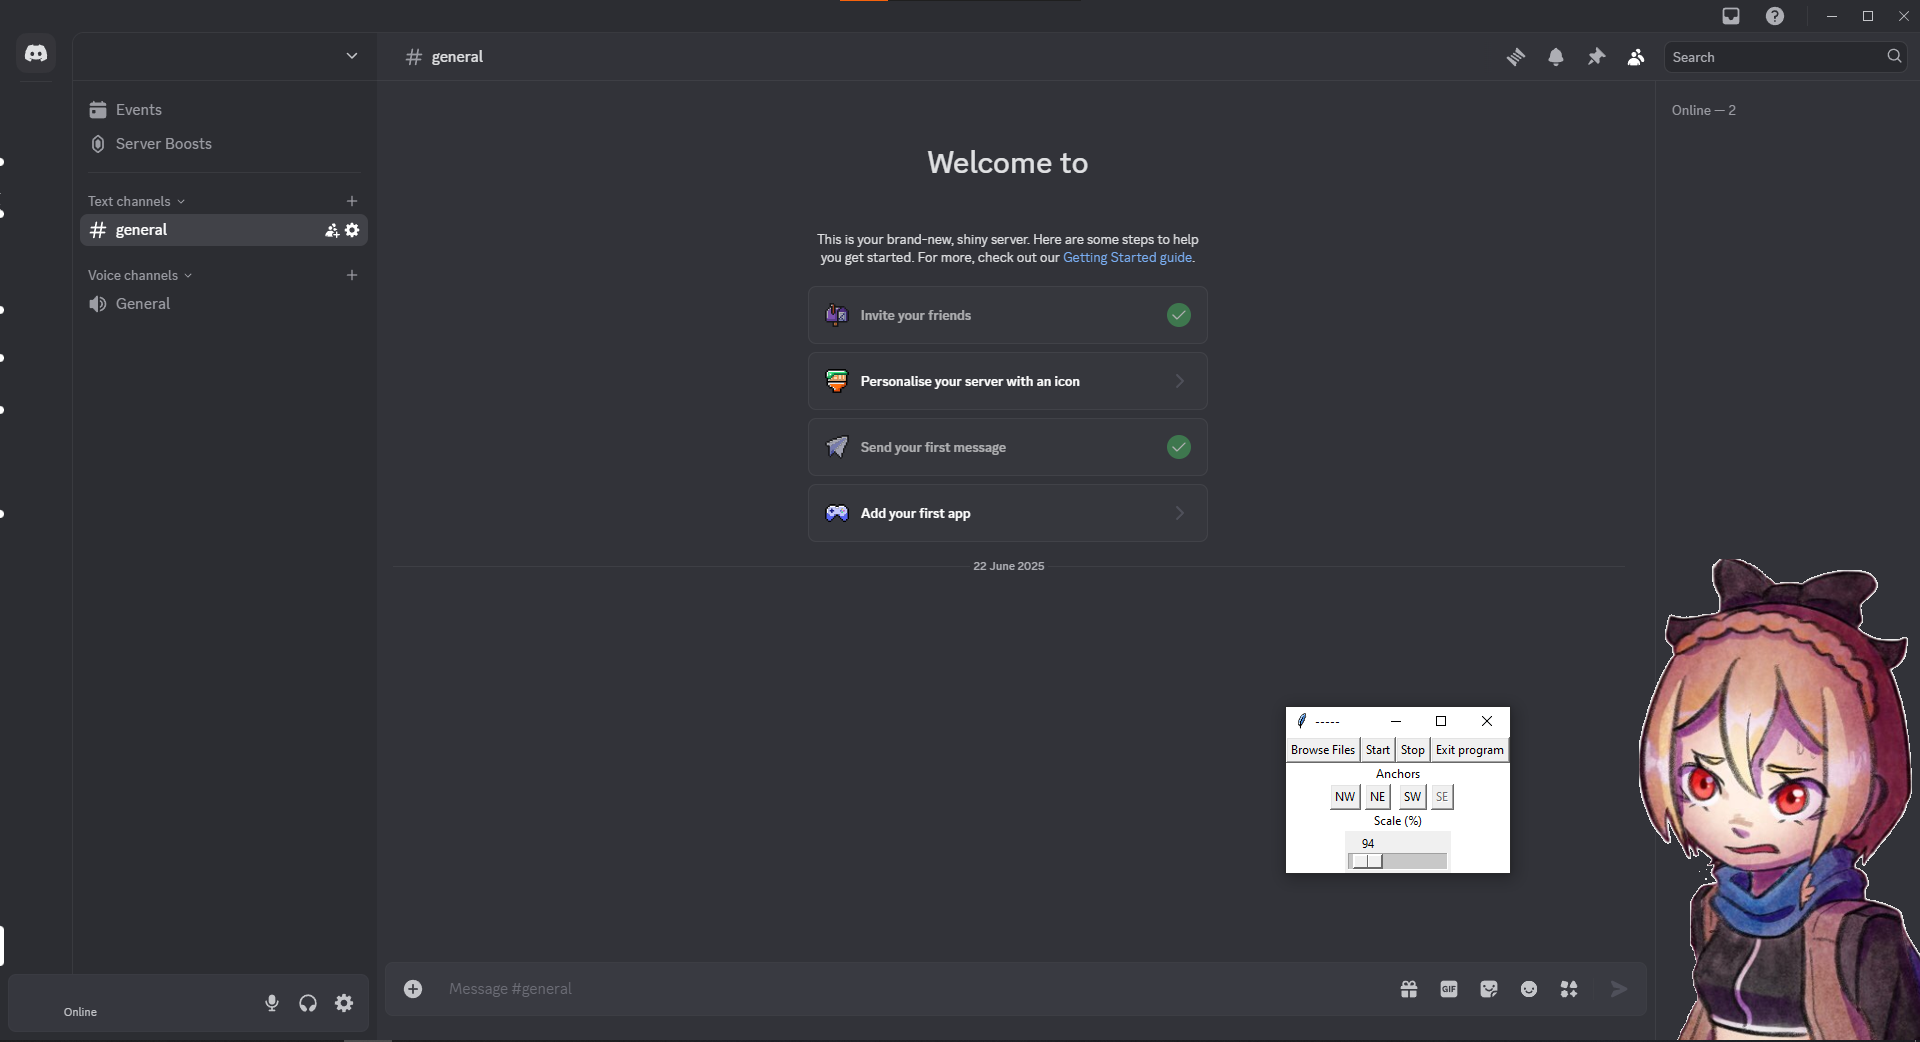 # general
Search
Events
Server Boosts
Text channels
# general
Voice channels
General
Online
Welcome to
This is your brand-new, shiny server. Here are some steps to help
you get started. For more, check out our Getting Started guide.
Invite your friends
Personalise your server with an icon
Send your first message
Add your first app
22 June 2025
Message #general
GIF
Online — 2
-----
Browse Files Start Stop Exit program
Anchors
NW NE SW SE
Scale (%)
94